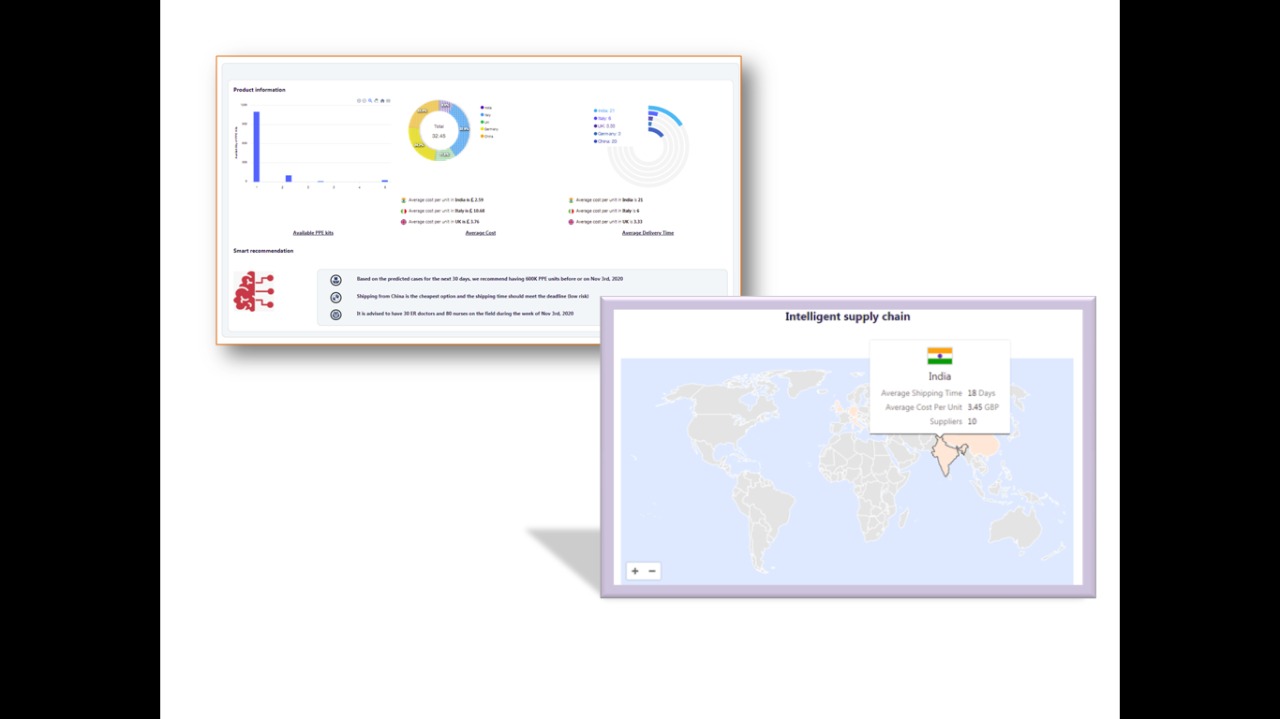 Product information
Total
32.45
India
Italy
UK
Germany
China
India: 21
Italy: 6
UK: 3.33
Germany: 3
China: 20
1 2 3 4 5
Average cost per unit in India is £ 2.59
Average cost per unit in Italy is £ 10.68
Average cost per unit in UK is £ 3.76
Average cost per unit in India is 21
Average cost per unit in Italy is 6
Average cost per unit in UK is 3.33
Available PPE kits
Average Cost
Average Delivery Time
Smart recommendation
Based on the predicted cases for the next 30 days, we recommend having 600K PPE units before or on Nov 3rd, 2020
Shipping from China is the cheapest option and the shipping time should meet the deadline (low risk)
It is advised to have 30 ER doctors and 80 nurses on the field during the week of Nov 3rd, 2020
Intelligent supply chain
India
Average Shipping Time 18 Days
Average Cost Per Unit 3.45 GBP
Suppliers 10
+ −